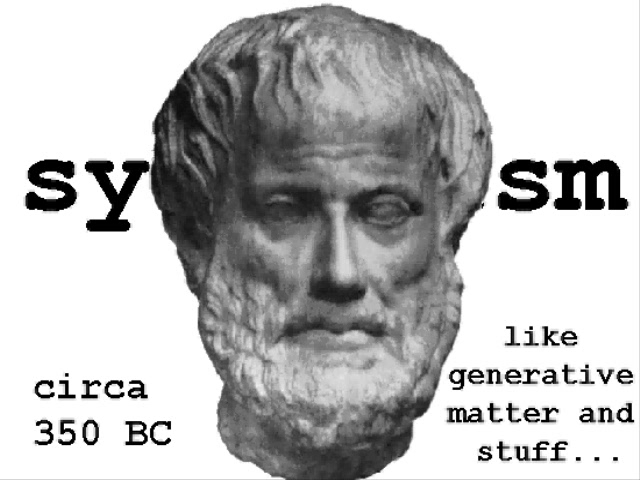 sy sm
circa
350 BC
like
generative
matter and
stuff...